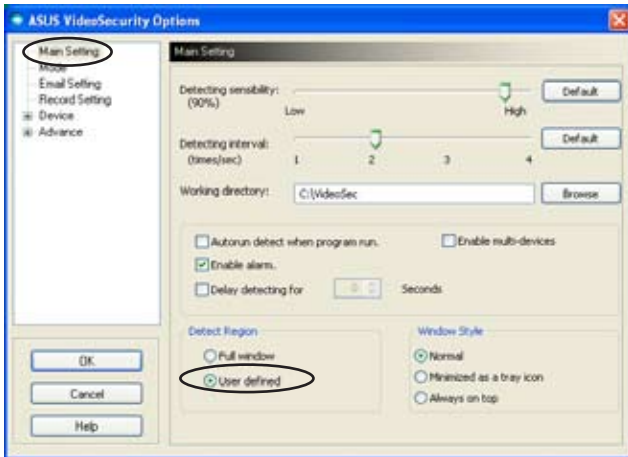 ASUS VideoSecurity Options
Main Setting
Mode
Email Setting
Record Setting
Device
Advance
OK
Cancel
Help
Main Setting
Detecting sensibility:
(90%)
Low High
Default
Detecting interval:
(times/sec)
1 2 3 4
Default
Working directory: C:\VideoSec Browse
Autorun detect when program run. Enable multi-devices
Enable alarm.
Delay detecting for 0 Seconds
Detect Region
Full window
User defined
Window Style
Normal
Minimized as a tray icon
Always on top